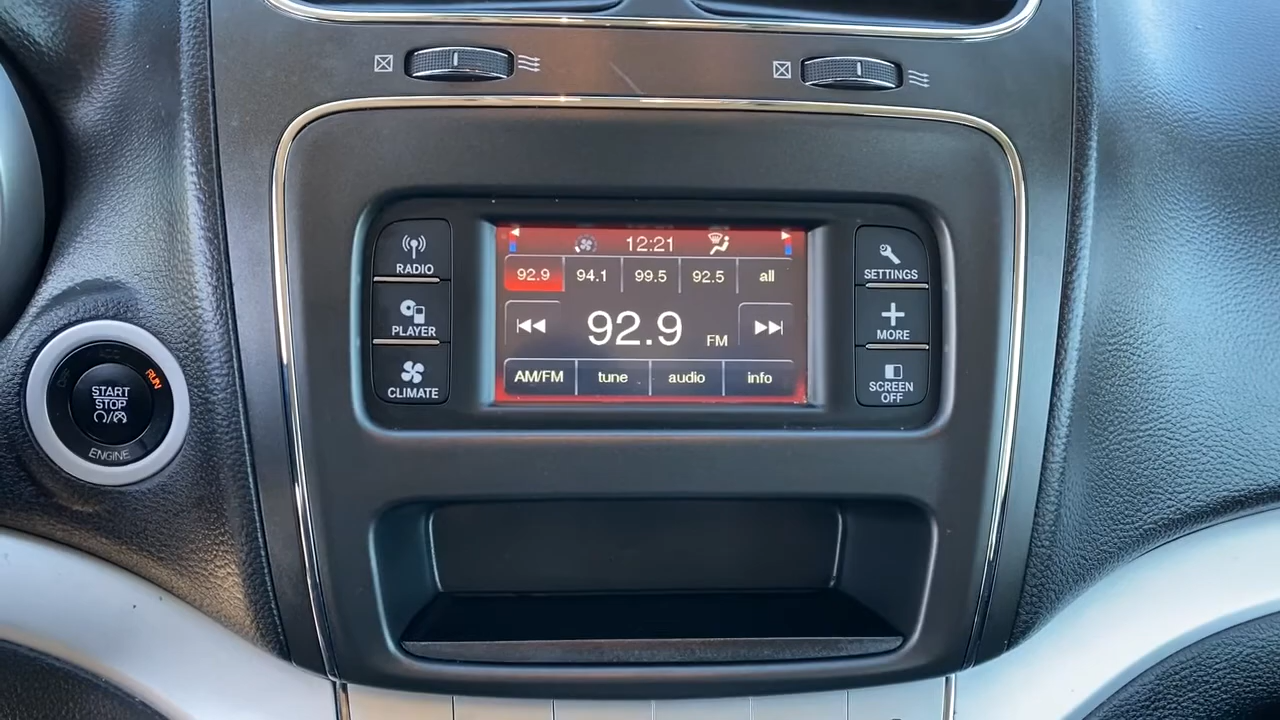 12:21
92.9 94.1 99.5 92.5 all
92.9 FM
AM/FM tune audio info
RADIO
PLAYER
CLIMATE
SETTINGS
MORE
SCREEN
OFF
RUN
START
STOP
ENGINE